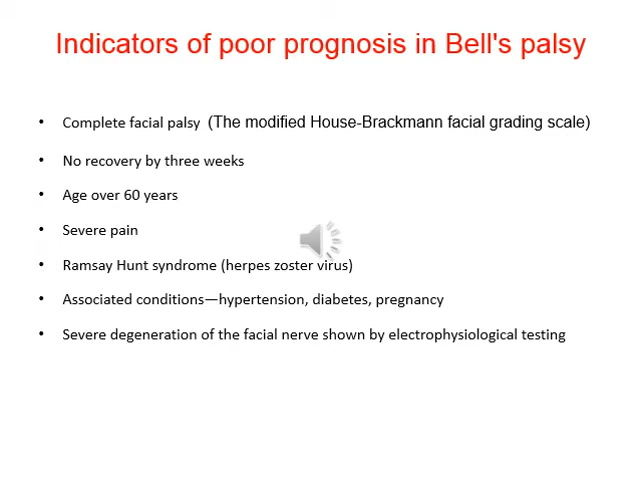 Indicators of poor prognosis in Bell's palsy
• Complete facial palsy (The modified House-Brackmann facial grading scale)
• No recovery by three weeks
• Age over 60 years
• Severe pain
• Ramsay Hunt syndrome (herpes zoster virus)
• Associated conditions—hypertension, diabetes, pregnancy
• Severe degeneration of the facial nerve shown by electrophysiological testing